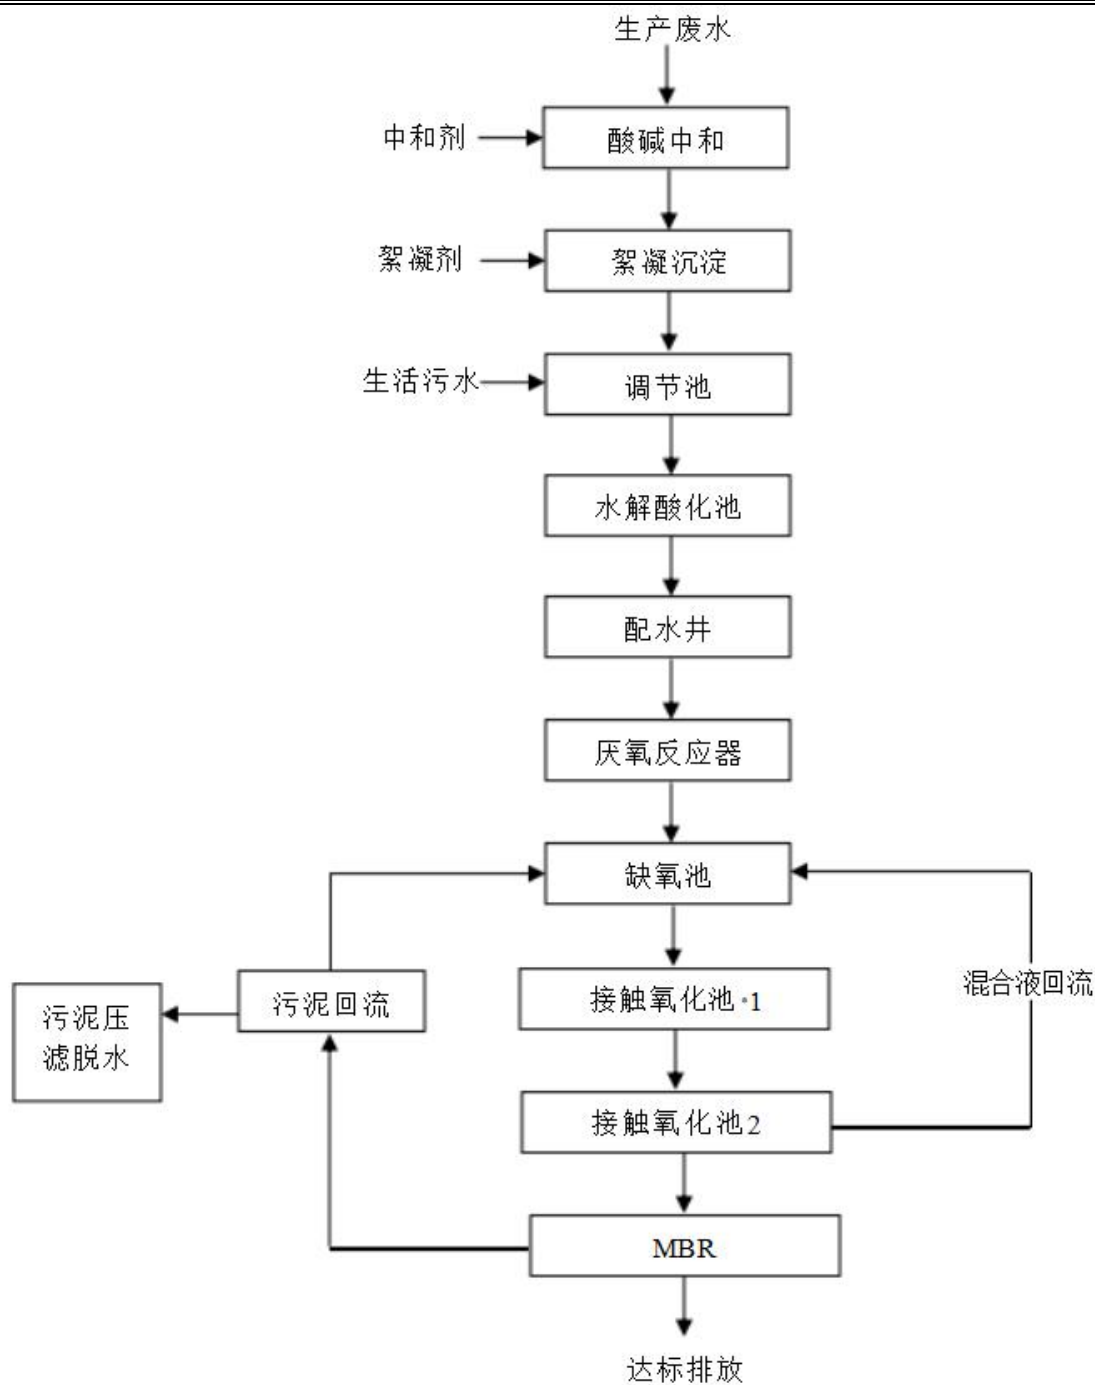 生产废水
中和剂
酸碱中和
絮凝剂
絮凝沉淀
生活污水
调节池
水解酸化池
配水井
厌氧反应器
缺氧池
混合液回流
污泥回流
接触氧化池·1
污泥压
滤脱水
接触氧化池2
MBR
达标排放